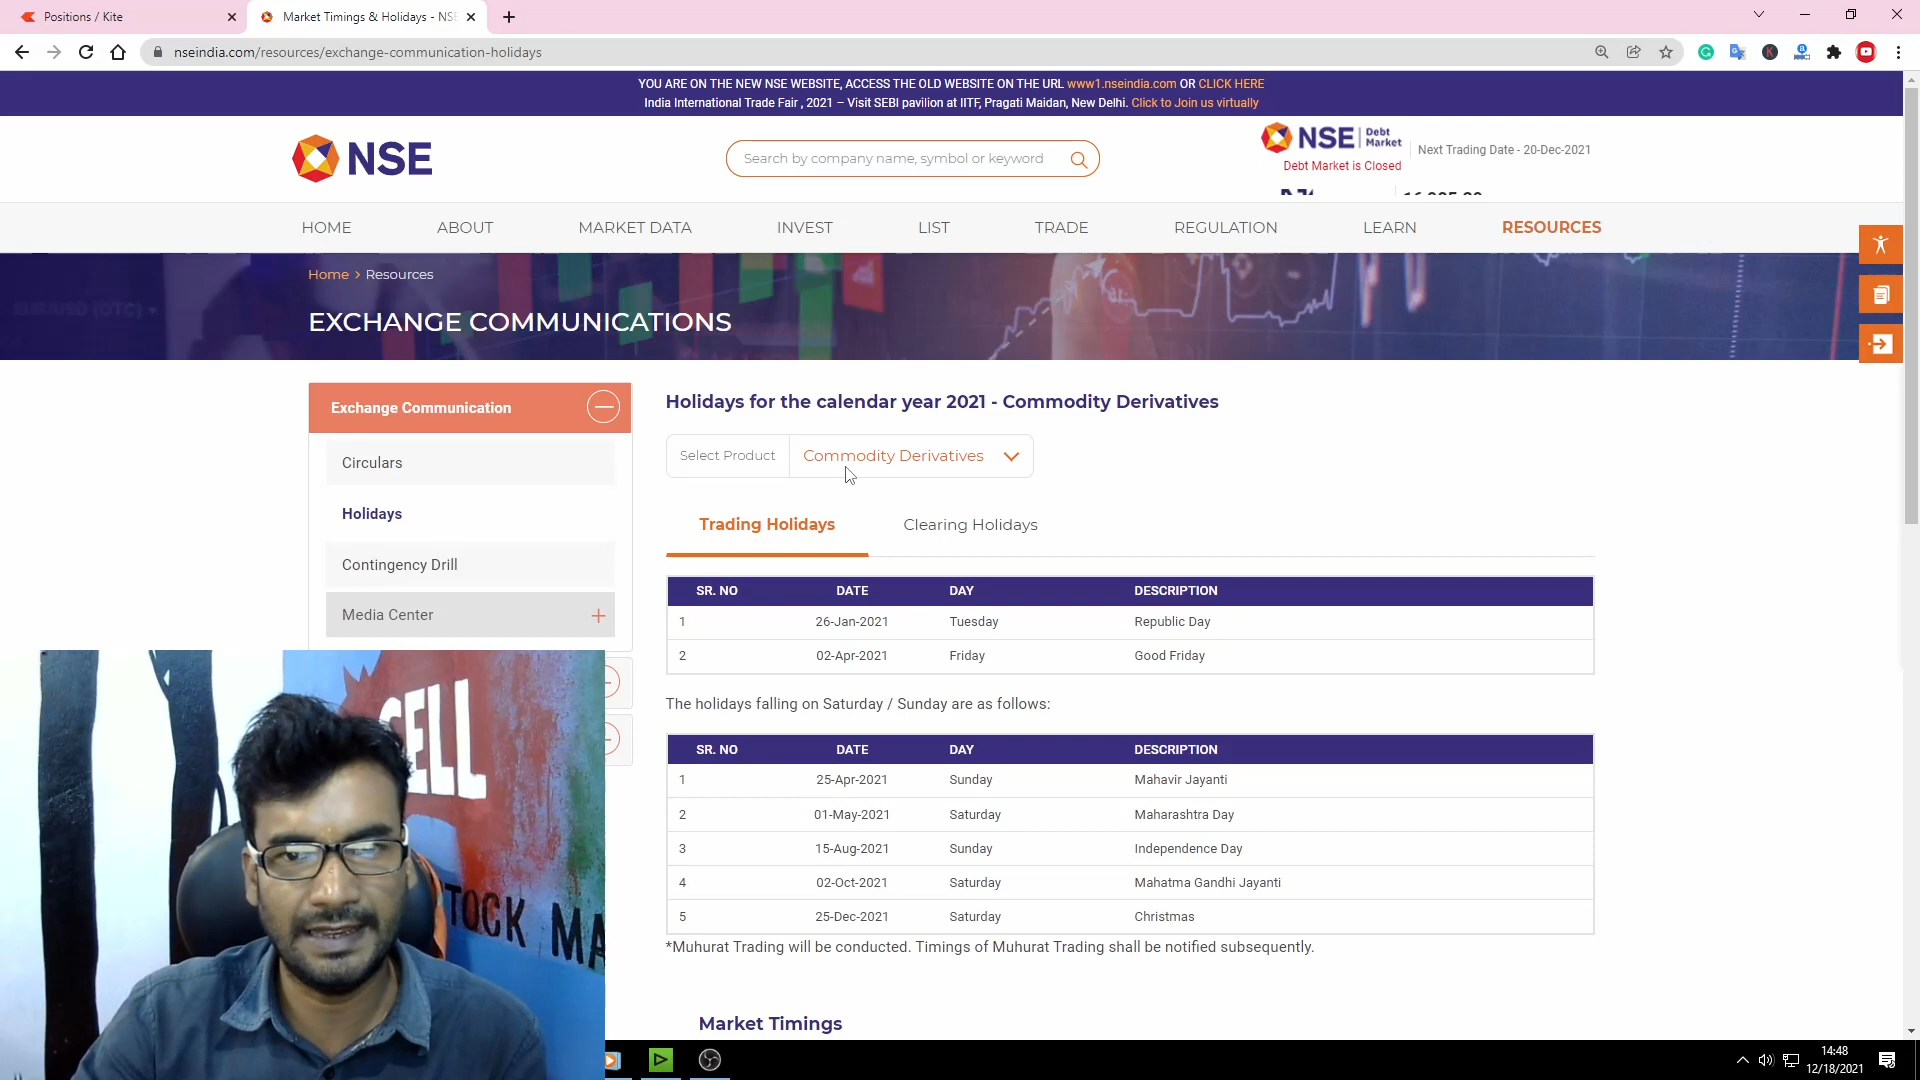 Positions / Kite
Market Timings & Holidays - NSE
nseindia.com/resources/exchange-communication-holidays
YOU ARE ON THE NEW NSE WEBSITE, ACCESS THE OLD WEBSITE ON THE URL www1.nseindia.com OR CLICK HERE
India International Trade Fair , 2021 – Visit SEBI pavilion at IITF, Pragati Maidan, New Delhi. Click to Join us virtually
NSE
Search by company name, symbol or keyword
NSE Debt Market
Debt Market is Closed
Next Trading Date - 20-Dec-2021
HOME ABOUT MARKET DATA INVEST LIST TRADE REGULATION LEARN RESOURCES
Home > Resources
EXCHANGE COMMUNICATIONS
Exchange Communication
Circulars
Holidays
Contingency Drill
Media Center
Holidays for the calendar year 2021 - Commodity Derivatives
Select Product Commodity Derivatives
Trading Holidays Clearing Holidays
SR. NO DATE DAY DESCRIPTION
1 26-Jan-2021 Tuesday Republic Day
2 02-Apr-2021 Friday Good Friday
The holidays falling on Saturday / Sunday are as follows:
SR. NO DATE DAY DESCRIPTION
1 25-Apr-2021 Sunday Mahavir Jayanti
2 01-May-2021 Saturday Maharashtra Day
3 15-Aug-2021 Sunday Independence Day
4 02-Oct-2021 Saturday Mahatma Gandhi Jayanti
5 25-Dec-2021 Saturday Christmas
*Muhurat Trading will be conducted. Timings of Muhurat Trading shall be notified subsequently.
Market Timings
SELL
TOCK MA
14:48
12/18/2021